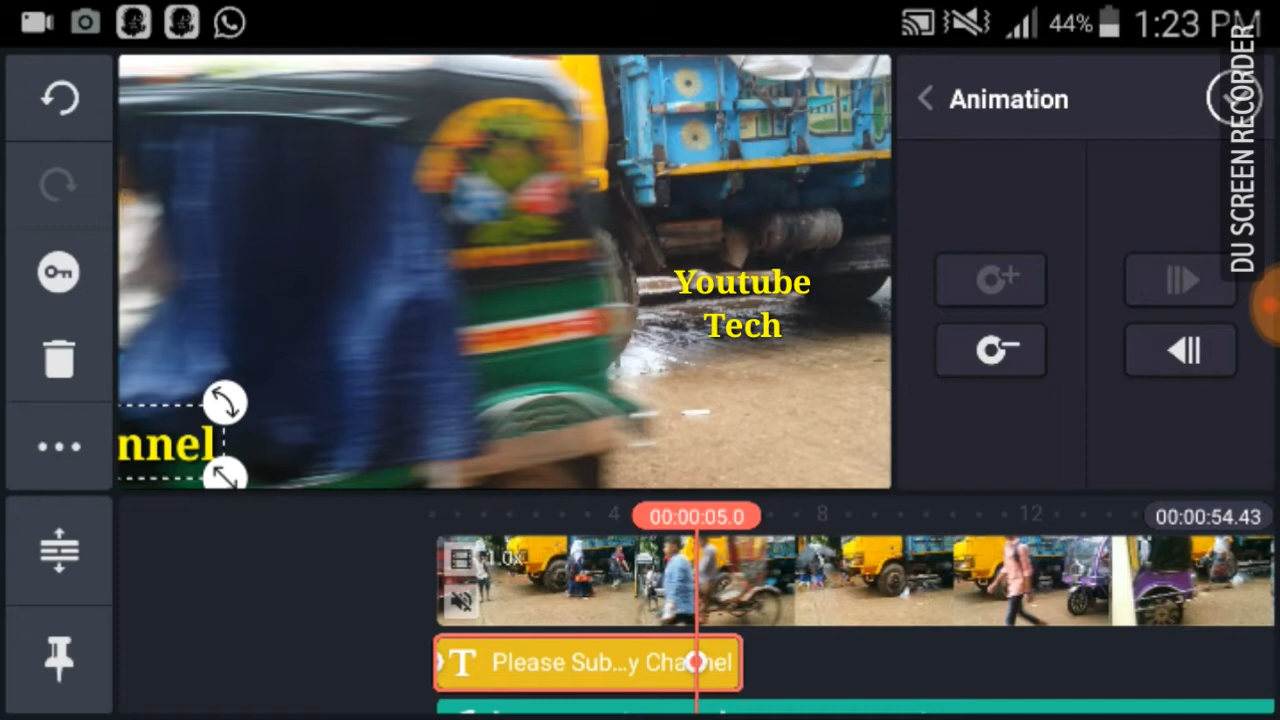 44% 1:23 PM
Animation
DU SCREEN RECORDER
Youtube
Tech
nnel
4 00:00:05.0 8 12 00:00:54.43
1.0x
T Please Sub...y Channel